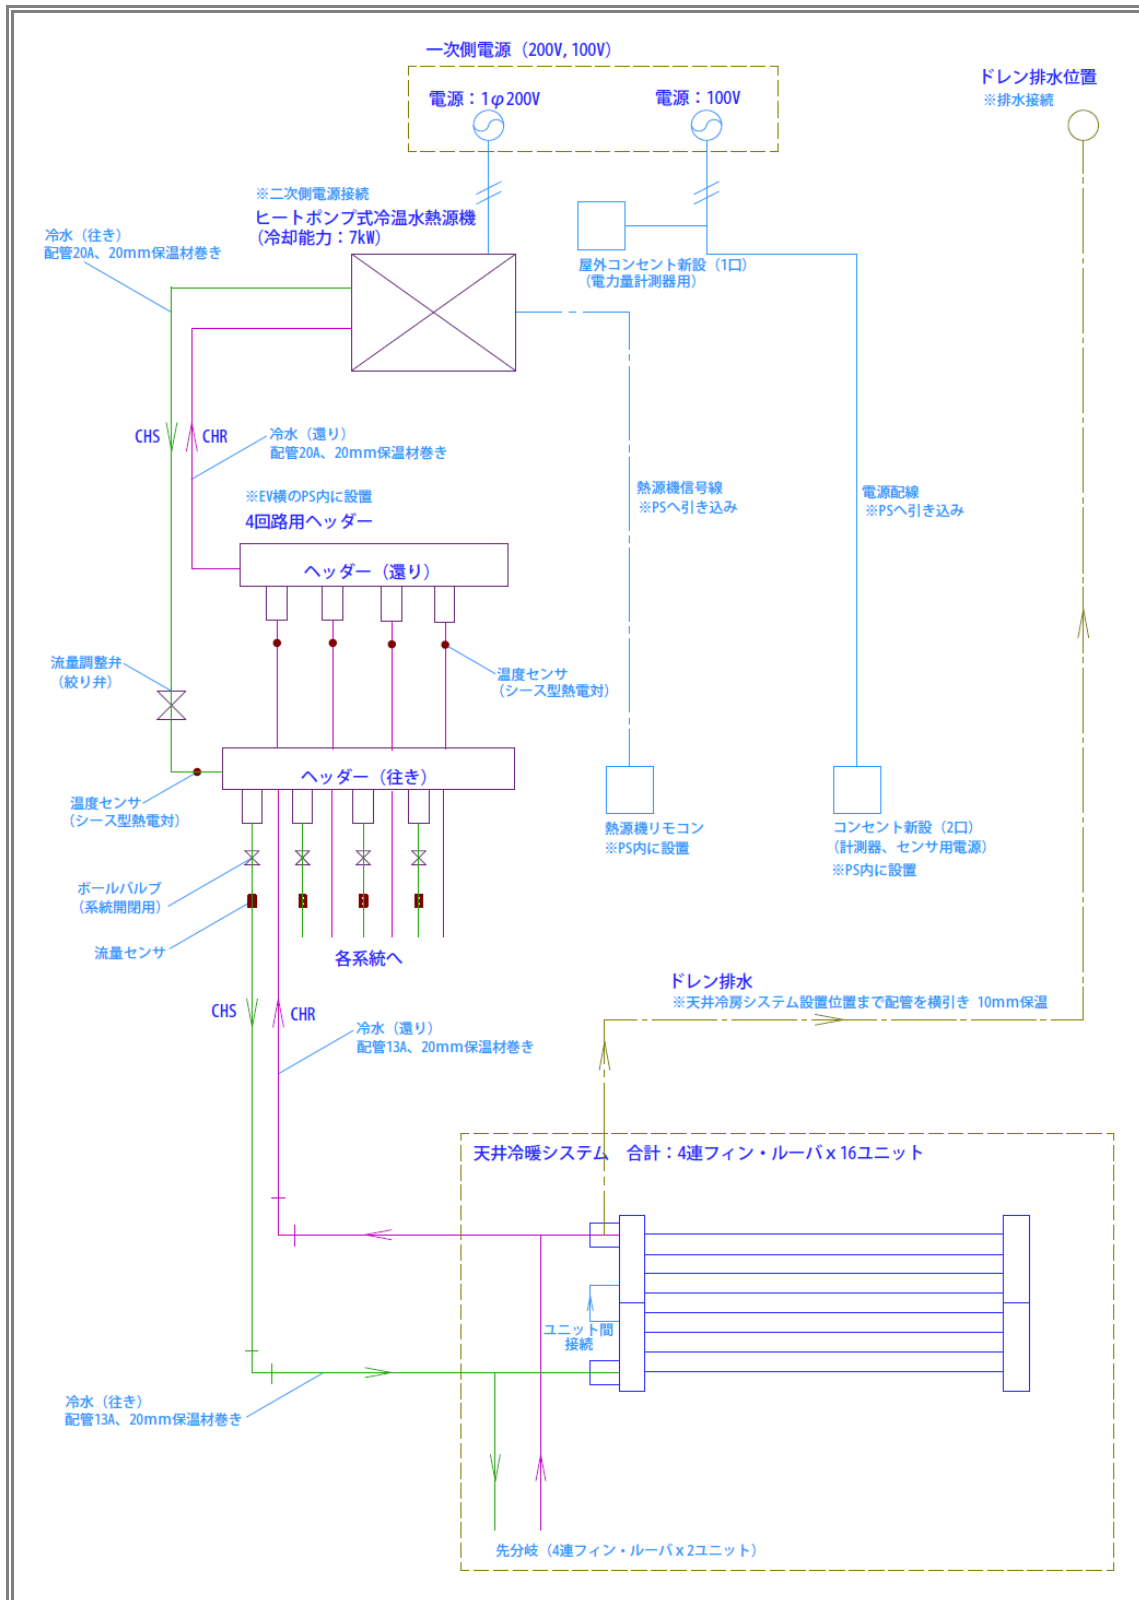 一次側電源（200V, 100V）
電源：1φ200V
電源：100V
ドレン排水位置
※排水接続
※二次側電源接続
ヒートポンプ式冷温水熱源機
（冷却能力：7kW）
冷水（往き）
配管20A、20mm保温材巻き
屋外コンセント新設（1口）
（電力量計測器用）
CHS
CHR
冷水（還り）
配管20A、20mm保温材巻き
※EV横のPS内に設置
4回路用ヘッダー
熱源機信号線
※PSへ引き込み
電源配線
※PSへ引き込み
ヘッダー（還り）
流量調整弁
（絞り弁）
温度センサ
（シース型熱電対）
ヘッダー（往き）
温度センサ
（シース型熱電対）
熱源機リモコン
※PS内に設置
コンセント新設（2口）
（計測器、センサ用電源）
※PS内に設置
ボールバルブ
（系統開閉用）
流量センサ
各系統へ
ドレン排水
※天井冷房システム設置位置まで配管を横引き 10mm保温
CHS
CHR
冷水（還り）
配管13A、20mm保温材巻き
天井冷暖システム　合計：4連フィン・ルーバ x 16ユニット
ユニット間
接続
冷水（往き）
配管13A、20mm保温材巻き
先分岐（4連フィン・ルーバ x 2ユニット）